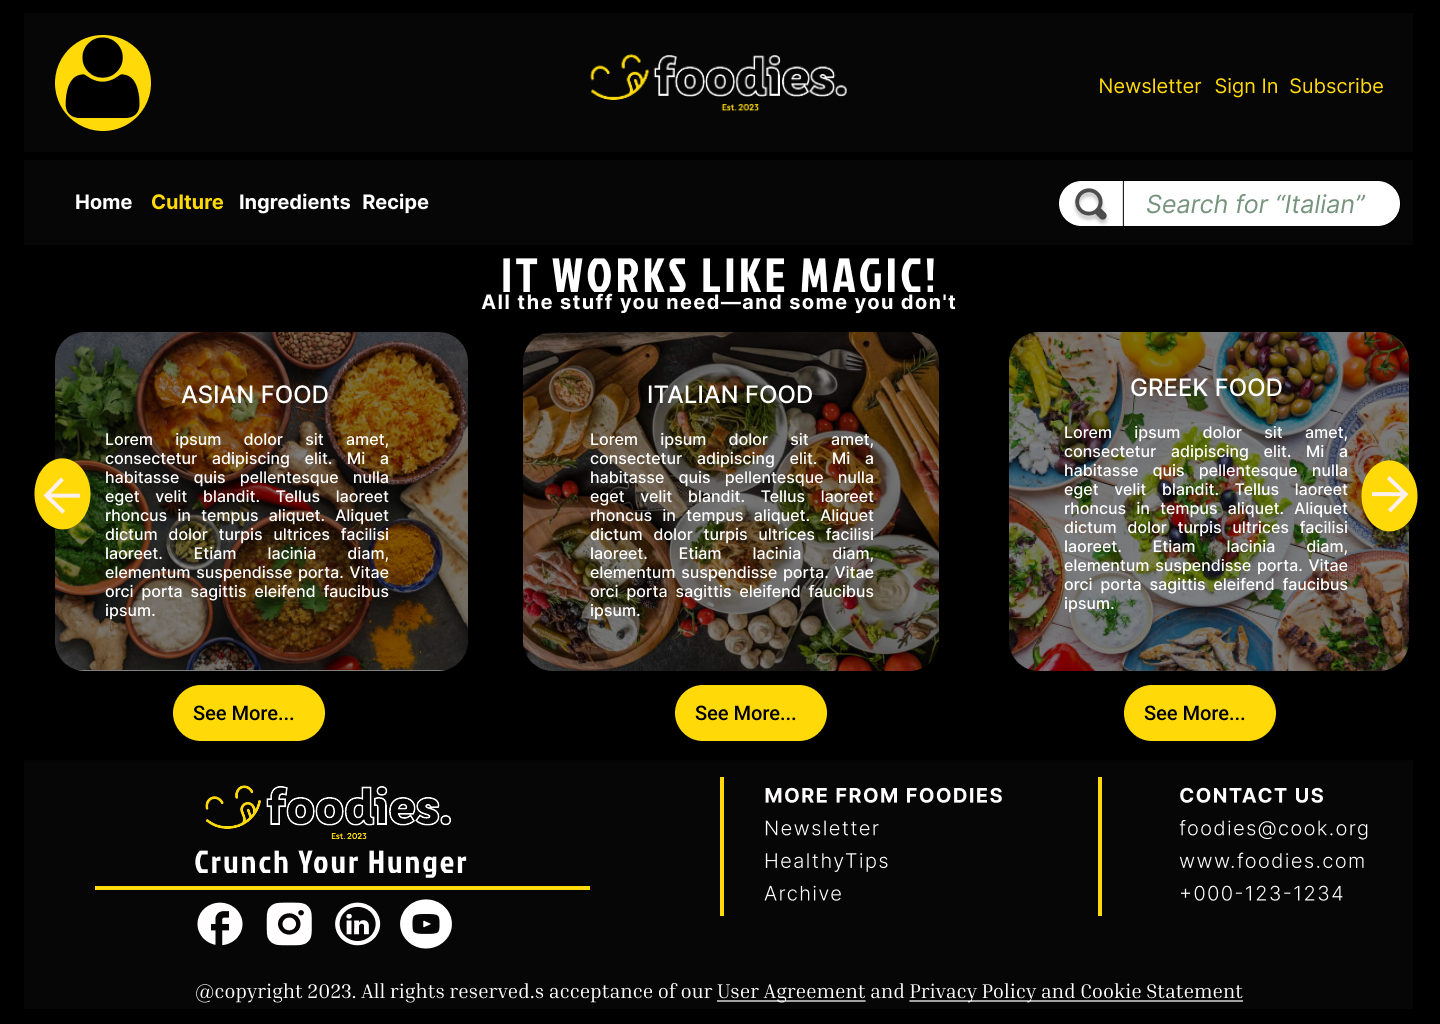 foodies.
Est. 2023
Newsletter Sign In Subscribe
Home Culture Ingredients Recipe
Search for “Italian”
IT WORKS LIKE MAGIC!
All the stuff you need—and some you don't
ASIAN FOOD
Lorem ipsum dolor sit amet,
consectetur adipiscing elit. Mi a
habitasse quis pellentesque nulla
eget velit blandit. Tellus laoreet
rhoncus in tempus aliquet. Aliquet
dictum dolor turpis ultrices facilisi
laoreet. Etiam lacinia diam,
elementum suspendisse porta. Vitae
orci porta sagittis eleifend faucibus
ipsum.
See More...
ITALIAN FOOD
Lorem ipsum dolor sit amet,
consectetur adipiscing elit. Mi a
habitasse quis pellentesque nulla
eget velit blandit. Tellus laoreet
rhoncus in tempus aliquet. Aliquet
dictum dolor turpis ultrices facilisi
laoreet. Etiam lacinia diam,
elementum suspendisse porta. Vitae
orci porta sagittis eleifend faucibus
ipsum.
See More...
GREEK FOOD
Lorem ipsum dolor sit amet,
consectetur adipiscing elit. Mi a
habitasse quis pellentesque nulla
eget velit blandit. Tellus laoreet
rhoncus in tempus aliquet. Aliquet
dictum dolor turpis ultrices facilisi
laoreet. Etiam lacinia diam,
elementum suspendisse porta. Vitae
orci porta sagittis eleifend faucibus
ipsum.
See More...
foodies.
Est. 2023
Crunch Your Hunger
MORE FROM FOODIES
Newsletter
HealthyTips
Archive
CONTACT US
foodies@cook.org
www.foodies.com
+000-123-1234
@copyright 2023. All rights reserved.s acceptance of our User Agreement and Privacy Policy and Cookie Statement